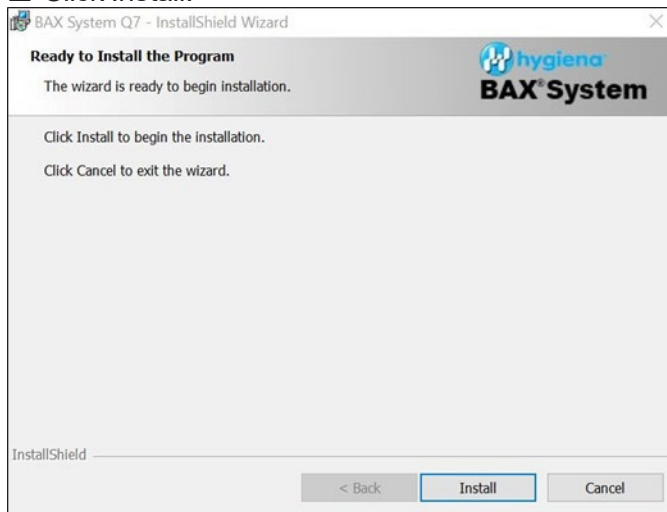 BAX System Q7 - InstallShield Wizard
Ready to Install the Program
The wizard is ready to begin installation.
hygiena
BAX®System
Click Install to begin the installation.
Click Cancel to exit the wizard.
InstallShield
< Back
Install
Cancel